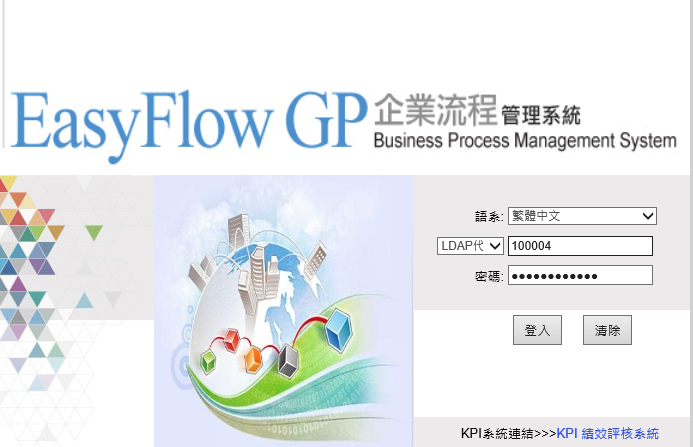 EasyFlow GP 企業流程 管理系統
Business Process Management System
語系: 繁體中文
LDAP代 100004
密碼: ●●●●●●●●●●●●
登入 清除
KPI系統連結>>>KPI 績效評核系統